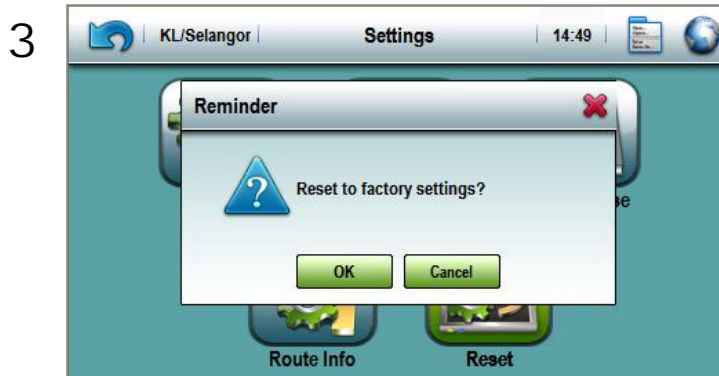 3
KL/Selangor Settings 14:49
Reminder
Reset to factory settings?
OK Cancel
Route Info Reset